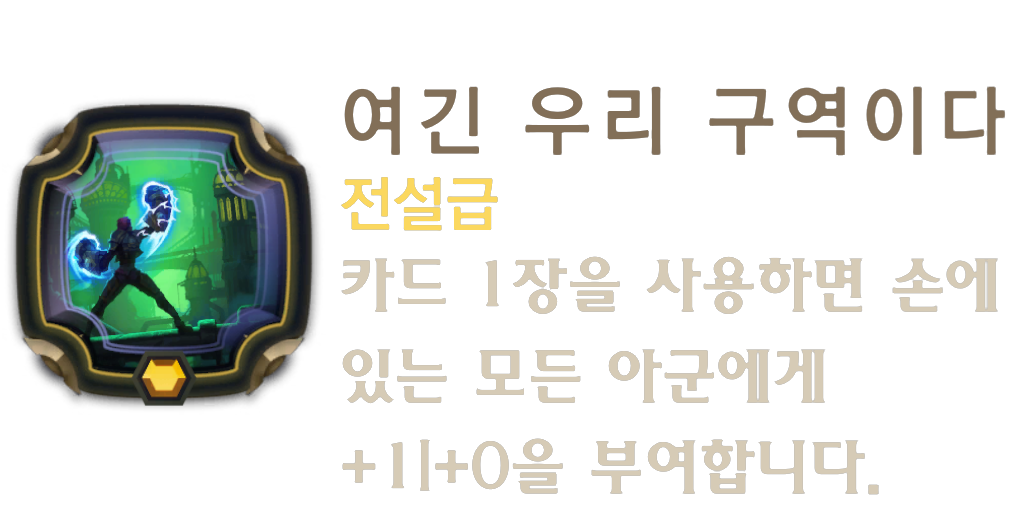 여긴 우리 구역이다
전설급
카드 1장을 사용하면 손에
있는 모든 아군에게
+1|+0을 부여합니다.